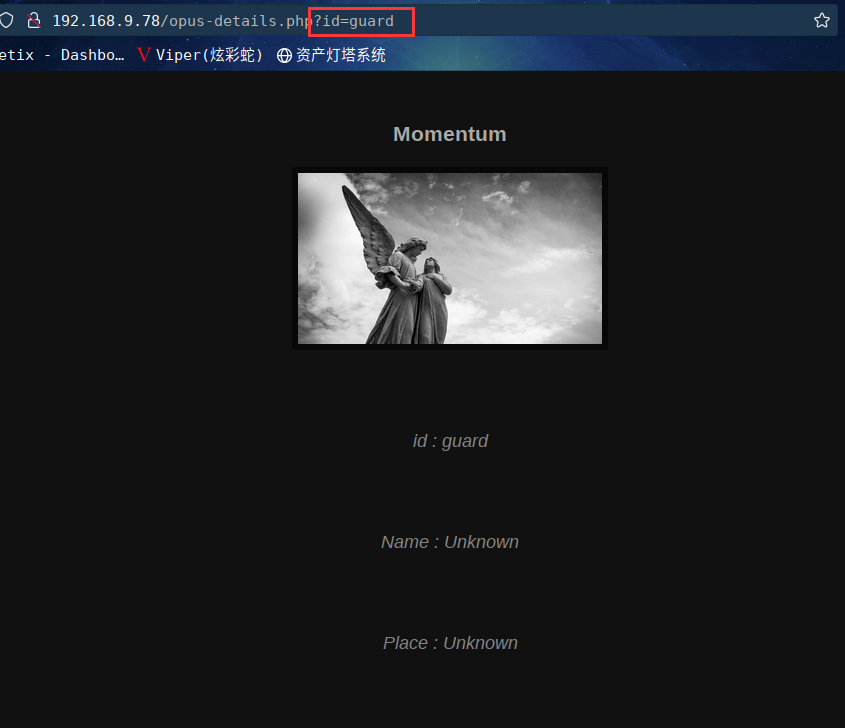 192.168.9.78/opus-details.php?id=guard
etix - Dashbo… Viper(炫彩蛇) 资产灯塔系统
Momentum
id : guard
Name : Unknown
Place : Unknown